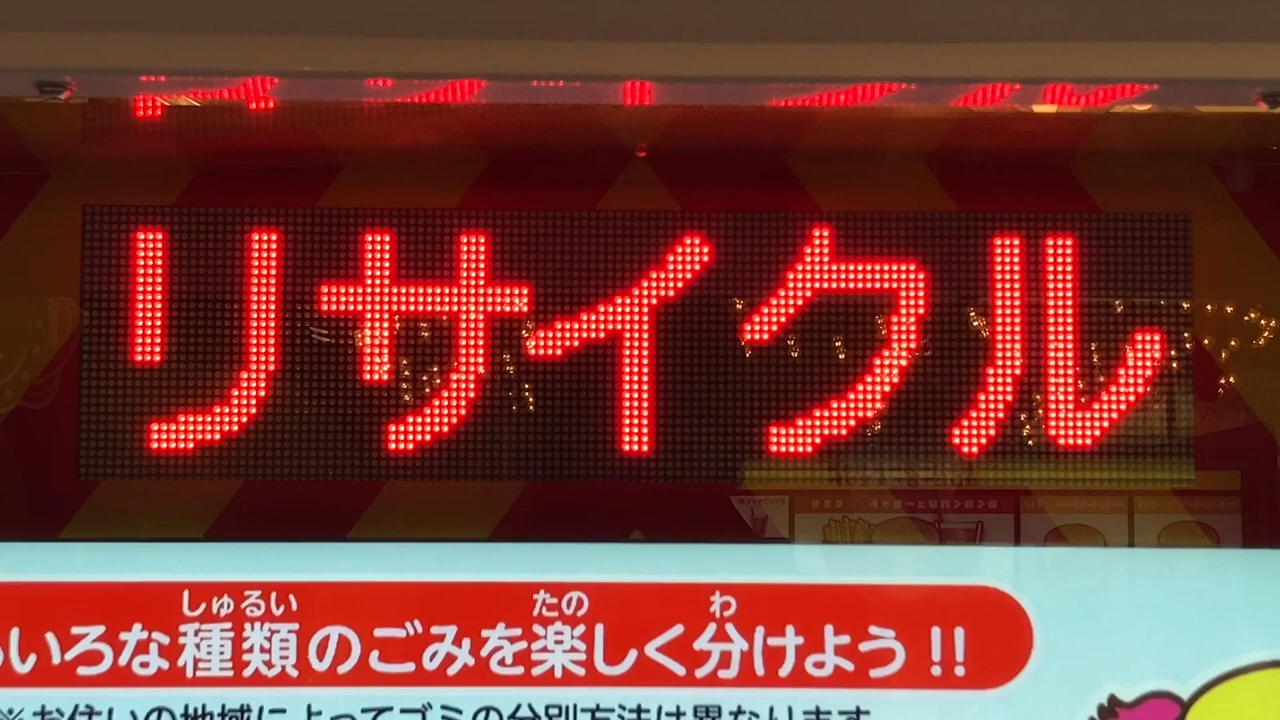 リサイクル
いろな種類のごみを楽しく分けよう!!
しゅるい たの わ
※お住いの地域によってゴミの分別方法は異なります